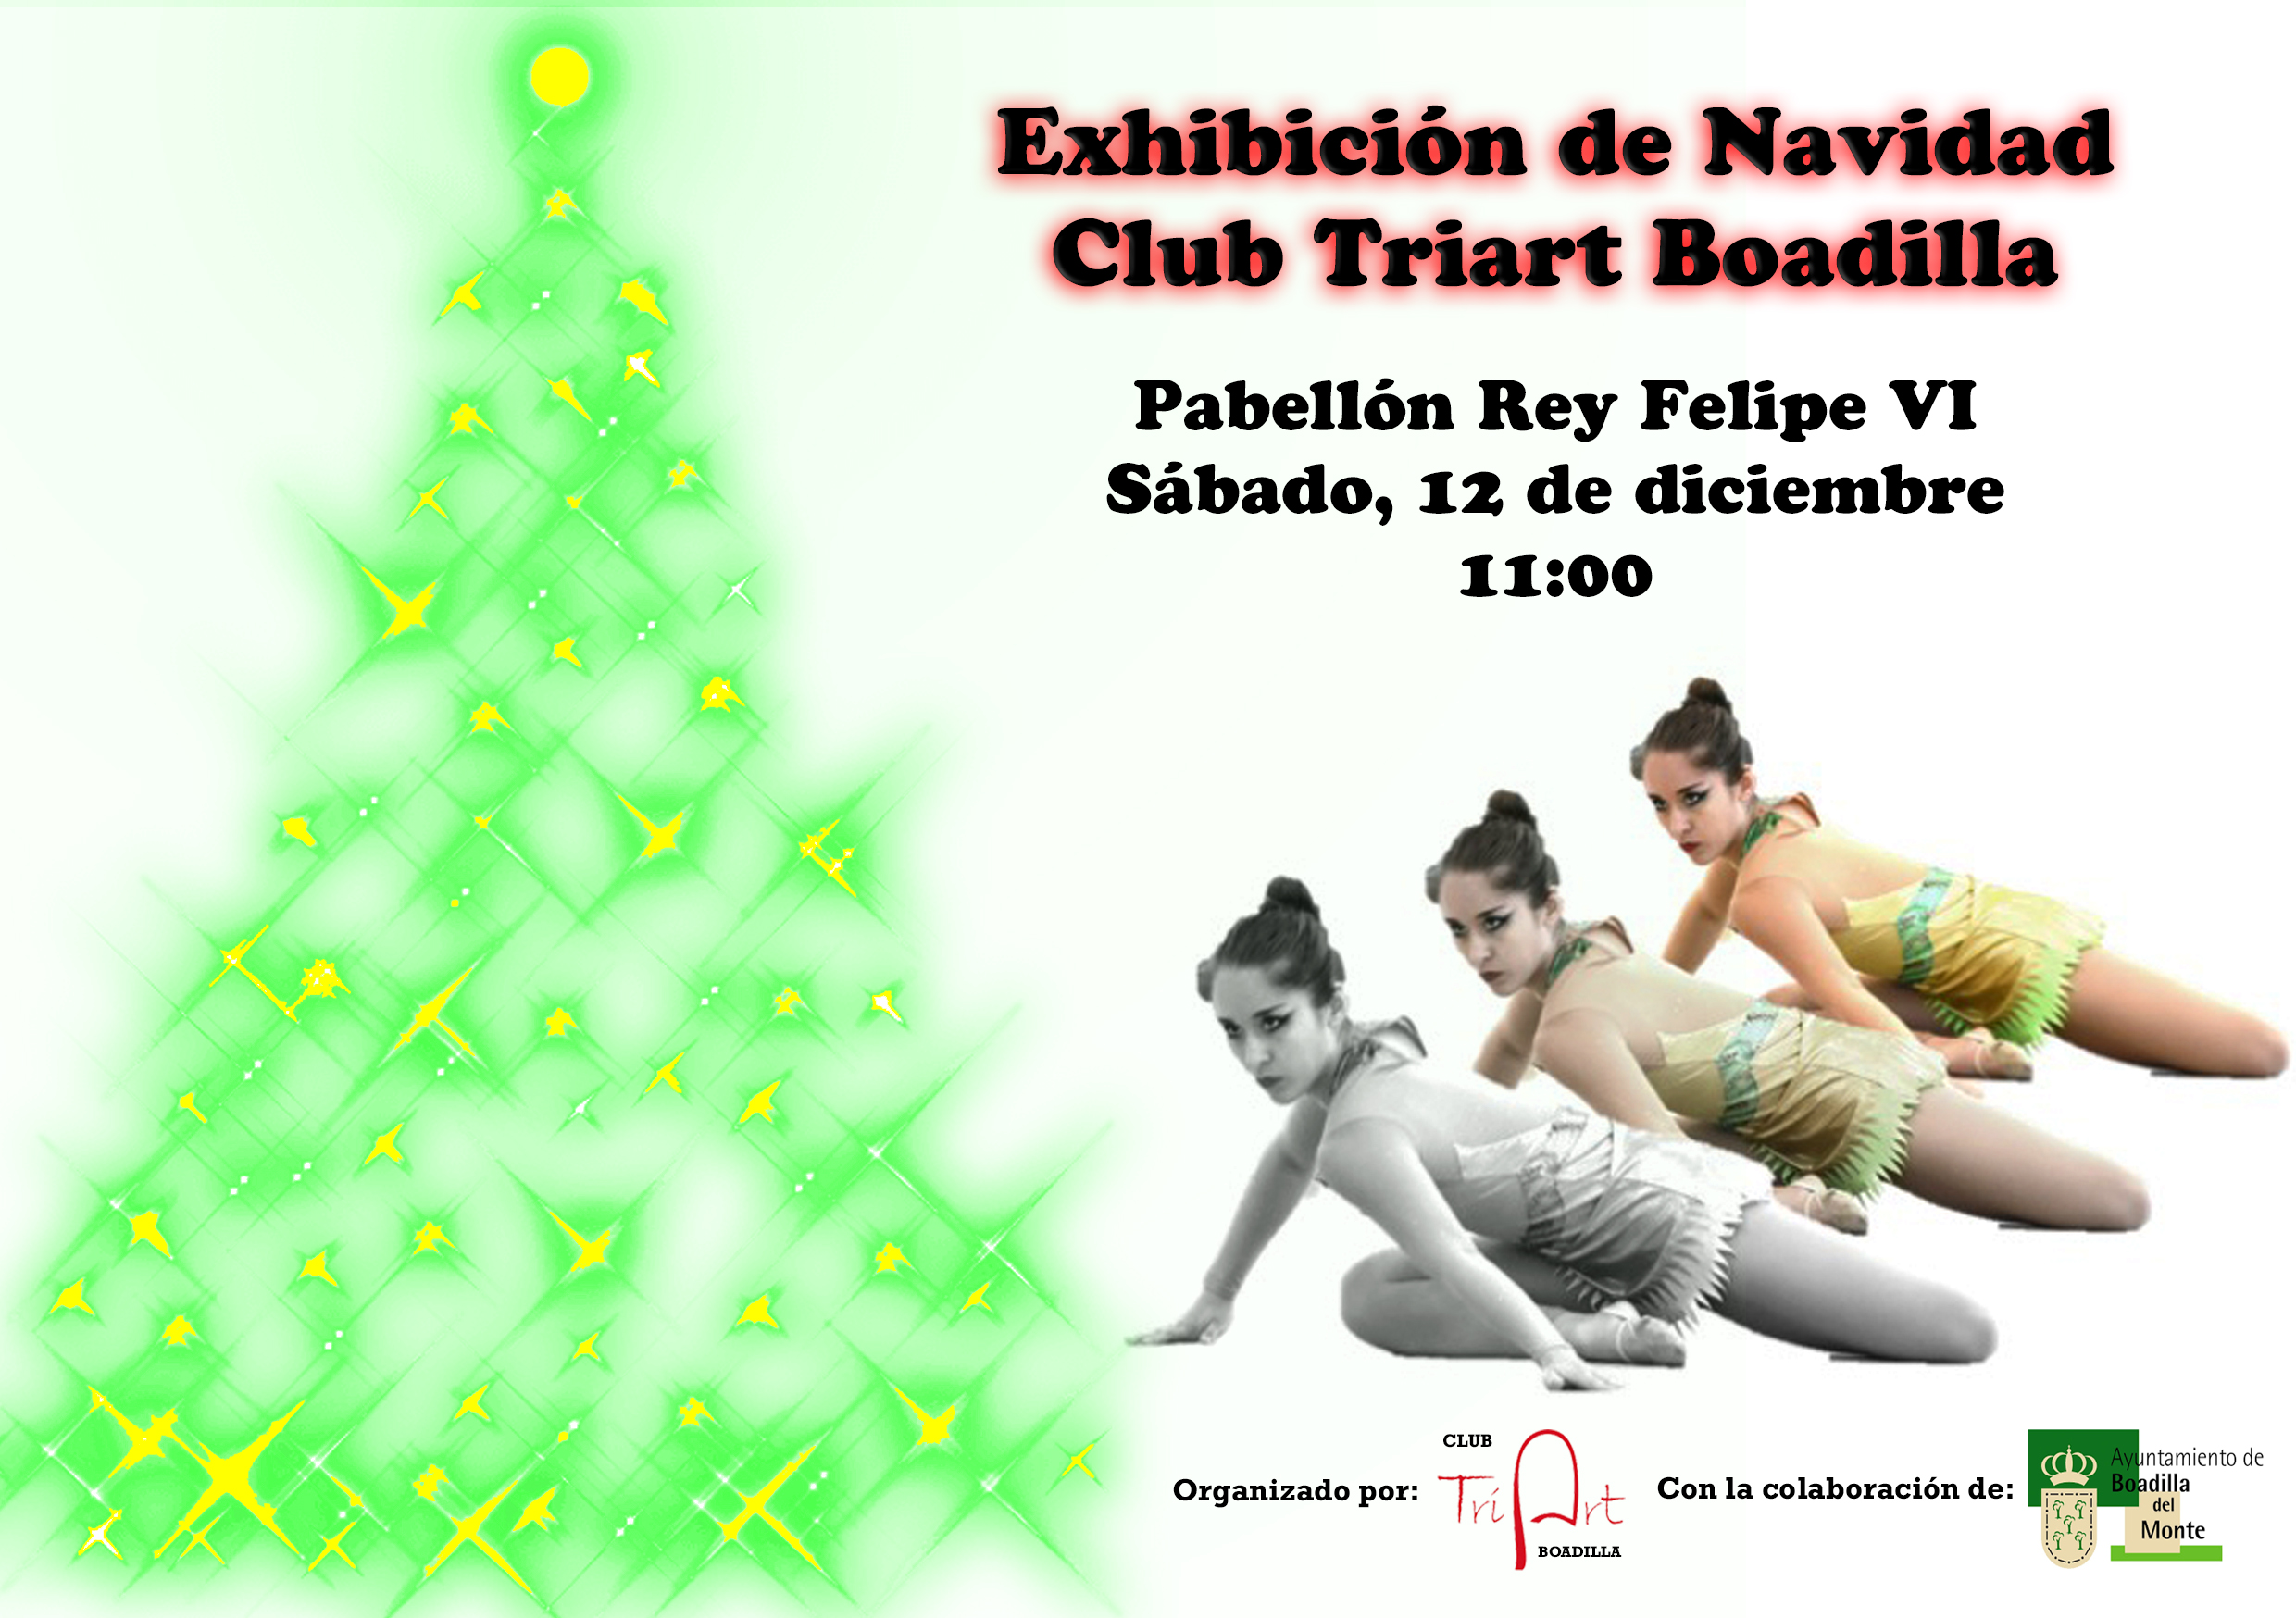 Exhibición de Navidad
Club Triart Boadilla
Pabellón Rey Felipe VI
Sábado, 12 de diciembre
11:00
Organizado por:
CLUB
TriArt
BOADILLA
Con la colaboración de:
Ayuntamiento de
Boadilla
del
Monte